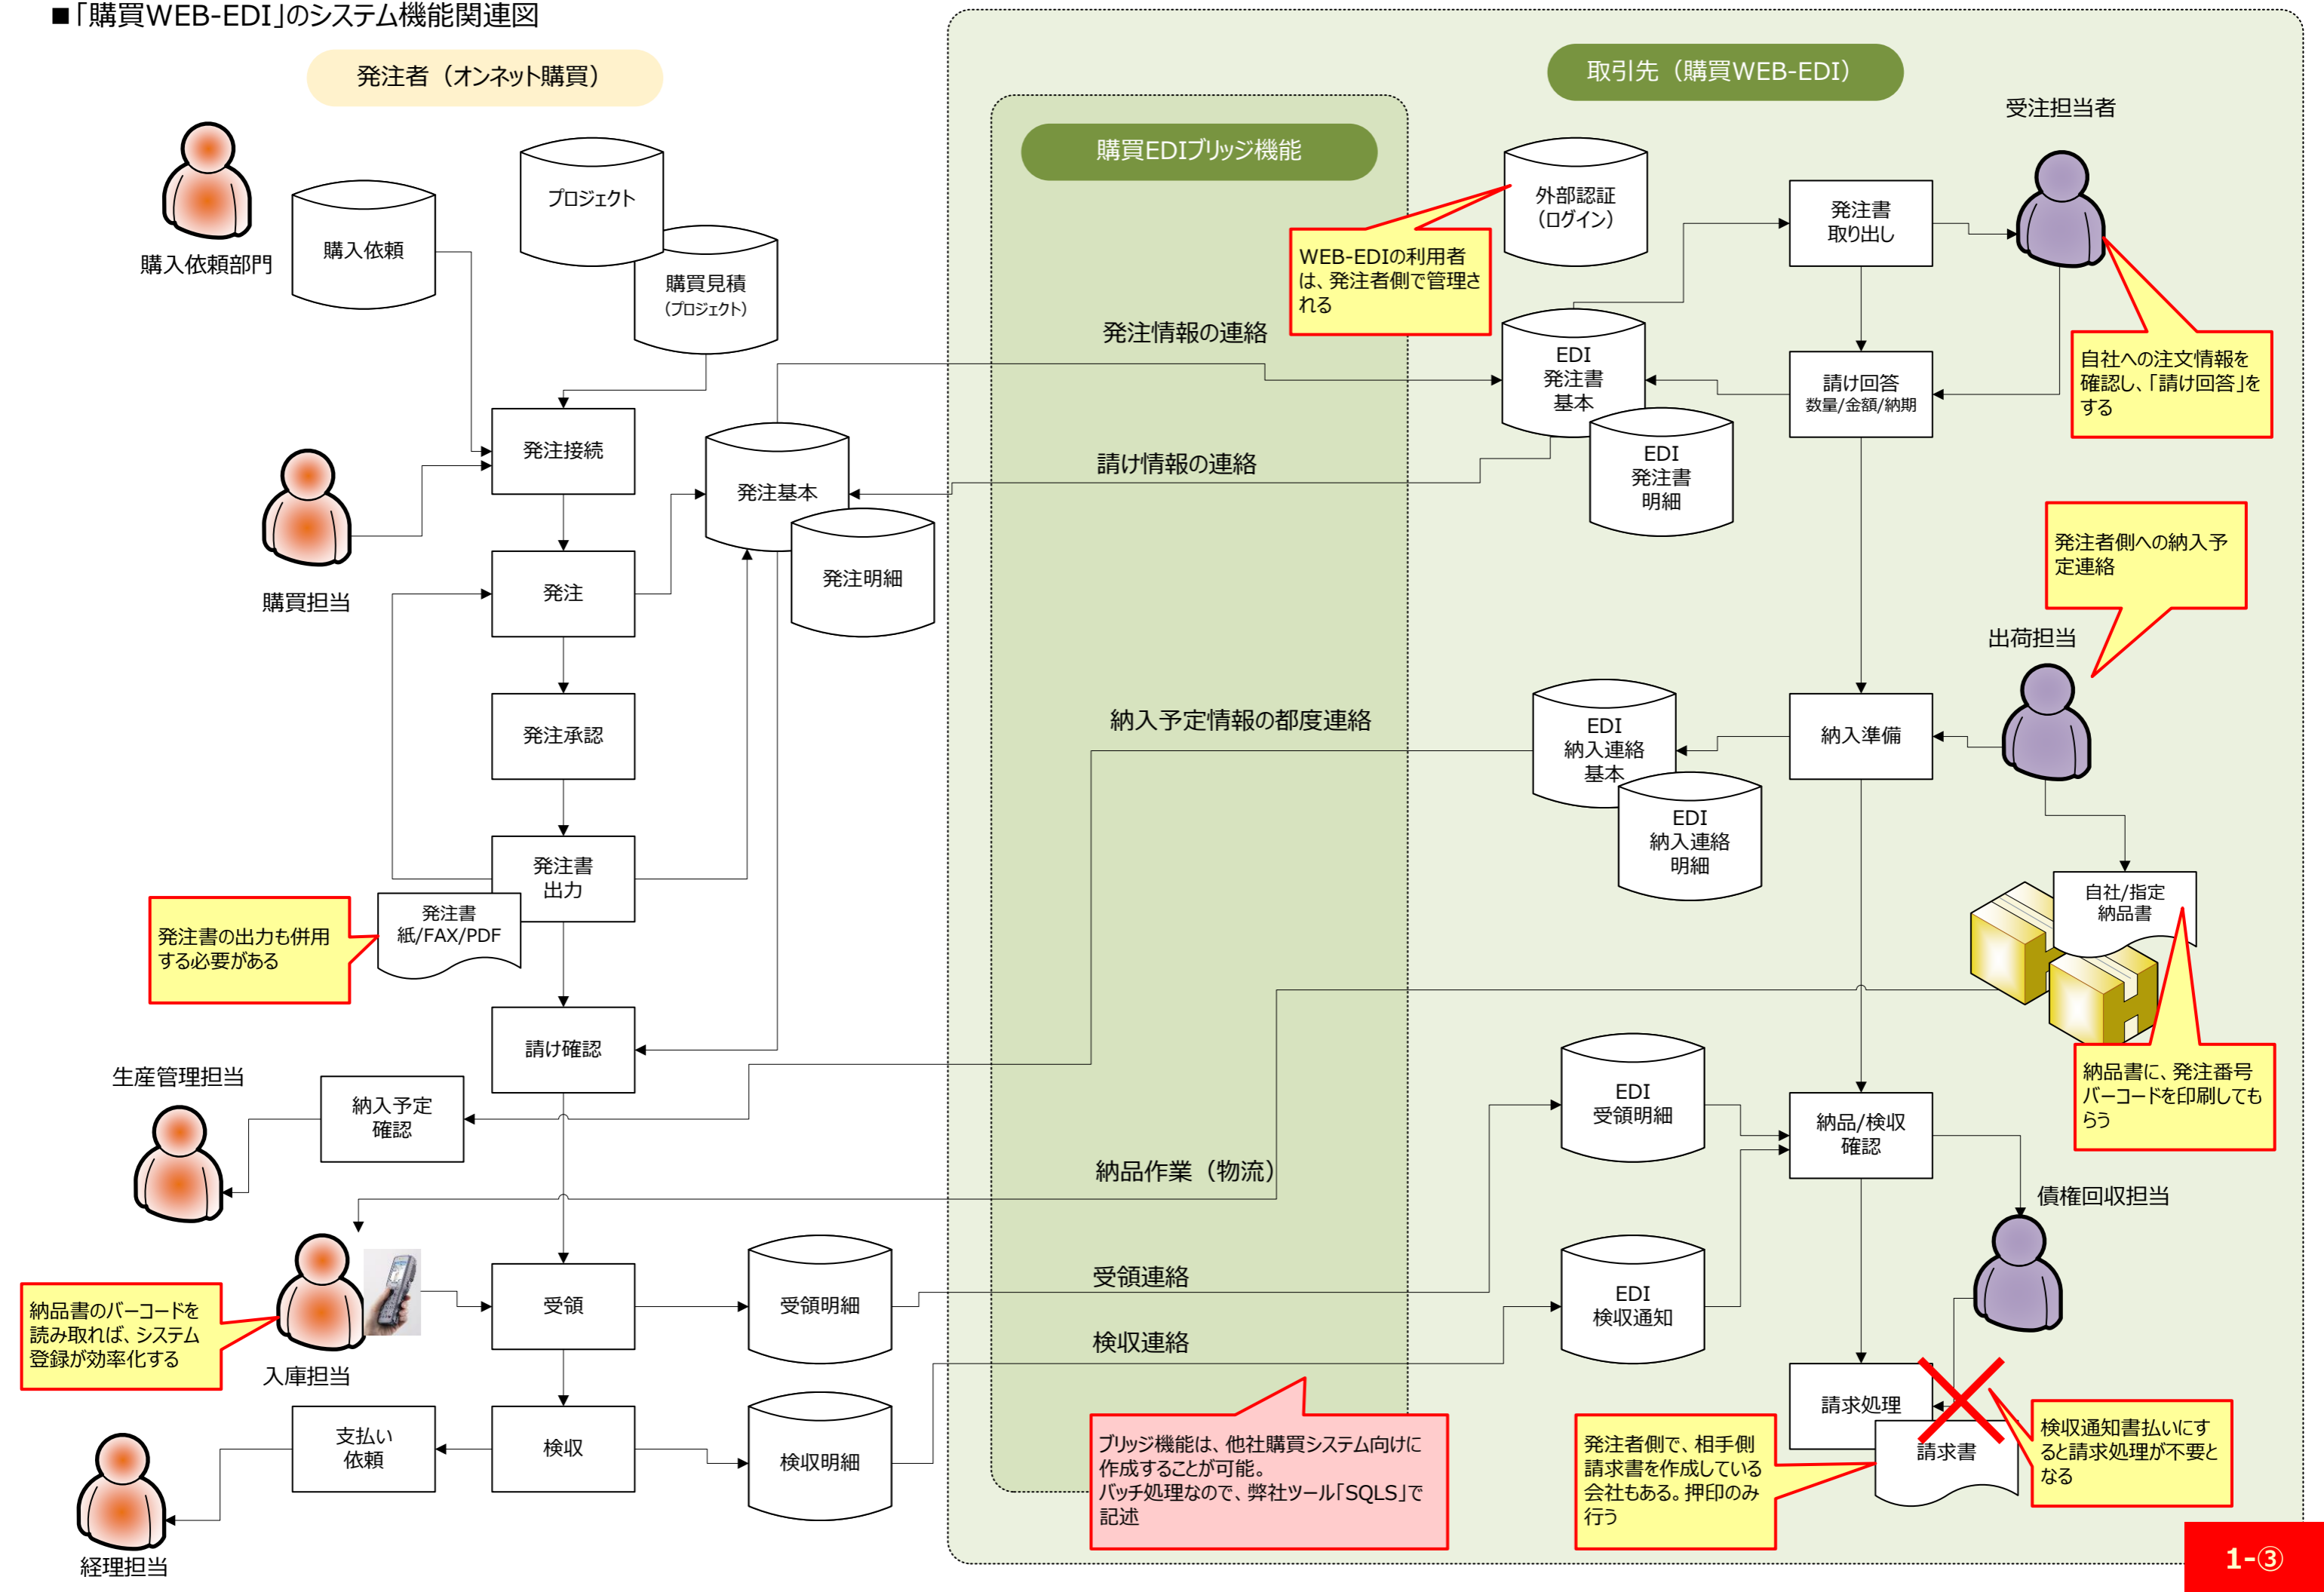 ■「購買WEB-EDI」のシステム機能関連図
発注者（オンネット購買）
取引先（購買WEB-EDI）
購買EDIブリッジ機能
受注担当者
購入依頼部門
購入依頼
プロジェクト
購買見積
（プロジェクト）
外部認証
（ログイン）
WEB-EDIの利用者
は、発注者側で管理さ
れる
発注書
取り出し
自社への注文情報を
確認し、「請け回答」を
する
発注情報の連絡
EDI
発注書
基本
請け回答
数量/金額/納期
発注接続
発注基本
請け情報の連絡
EDI
発注書
明細
購買担当
発注
発注明細
発注者側への納入予
定連絡
出荷担当
発注承認
納入予定情報の都度連絡
EDI
納入連絡
基本
EDI
納入連絡
明細
納入準備
発注書
出力
発注書
紙/FAX/PDF
発注書の出力も併用
する必要がある
自社/指定
納品書
納品書に、発注番号
バーコードを印刷しても
らう
請け確認
生産管理担当
納入予定
確認
EDI
受領明細
納品/検収
確認
納品作業（物流）
債権回収担当
納品書のバーコードを
読み取れば、システム
登録が効率化する
入庫担当
受領
受領明細
受領連絡
EDI
検収通知
検収連絡
経理担当
支払い
依頼
検収
検収明細
ブリッジ機能は、他社購買システム向けに
作成することが可能。
バッチ処理なので、弊社ツール「SQLS」で
記述
発注者側で、相手側
請求書を作成している
会社もある。押印のみ
行う
請求処理
請求書
検収通知書払いにす
ると請求処理が不要と
なる
1-③